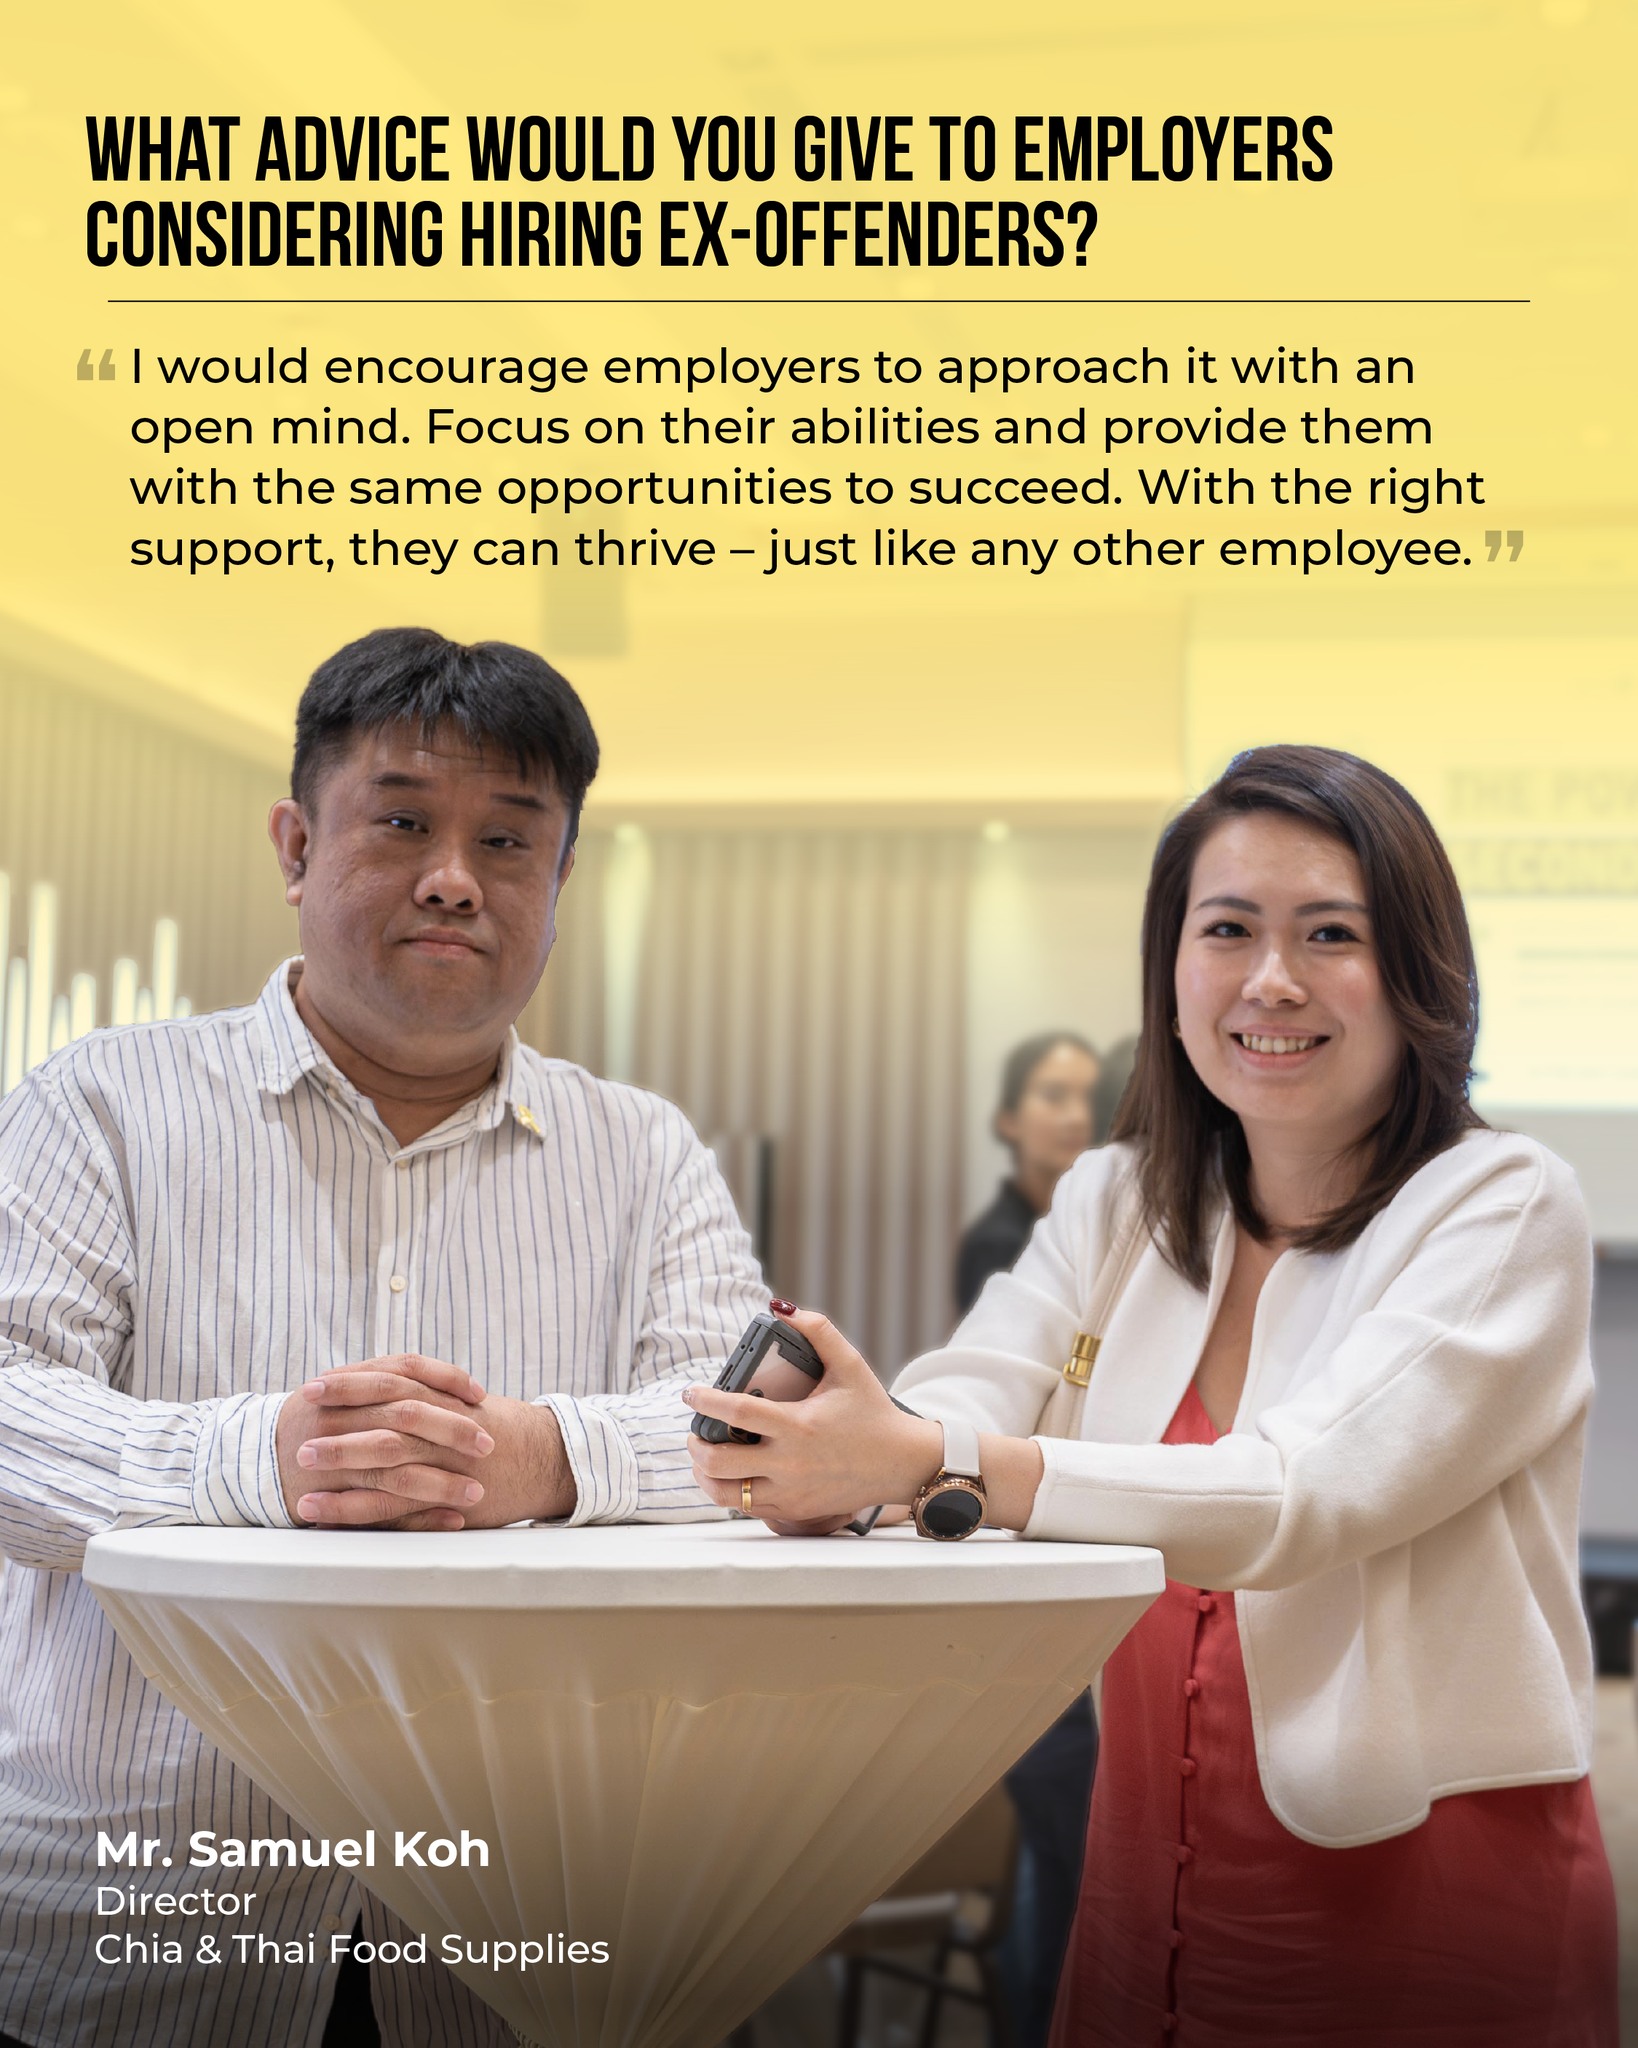 WHAT ADVICE WOULD YOU GIVE TO EMPLOYERS
CONSIDERING HIRING EX-OFFENDERS?
“I would encourage employers to approach it with an
open mind. Focus on their abilities and provide them
with the same opportunities to succeed. With the right
support, they can thrive – just like any other employee.”
THE
Mr. Samuel Koh
Director
Chia & Thai Food Supplies